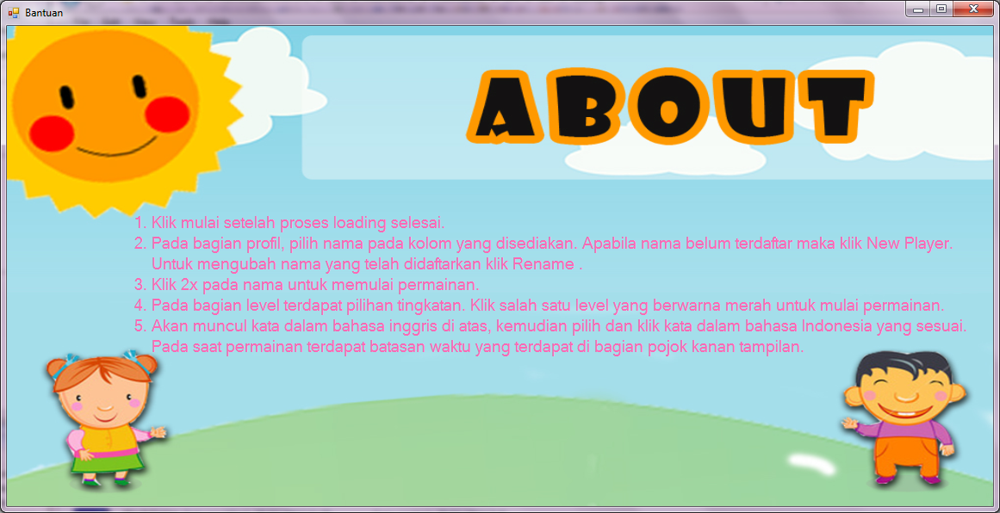 Bantuan
ABOUT
1. Klik mulai setelah proses loading selesai.
2. Pada bagian profil, pilih nama pada kolom yang disediakan. Apabila nama belum terdaftar maka klik New Player.
Untuk mengubah nama yang telah didaftarkan klik Rename .
3. Klik 2x pada nama untuk memulai permainan.
4. Pada bagian level terdapat pilihan tingkatan. Klik salah satu level yang berwarna merah untuk mulai permainan.
5. Akan muncul kata dalam bahasa inggris di atas, kemudian pilih dan klik kata dalam bahasa Indonesia yang sesuai.
Pada saat permainan terdapat batasan waktu yang terdapat di bagian pojok kanan tampilan.